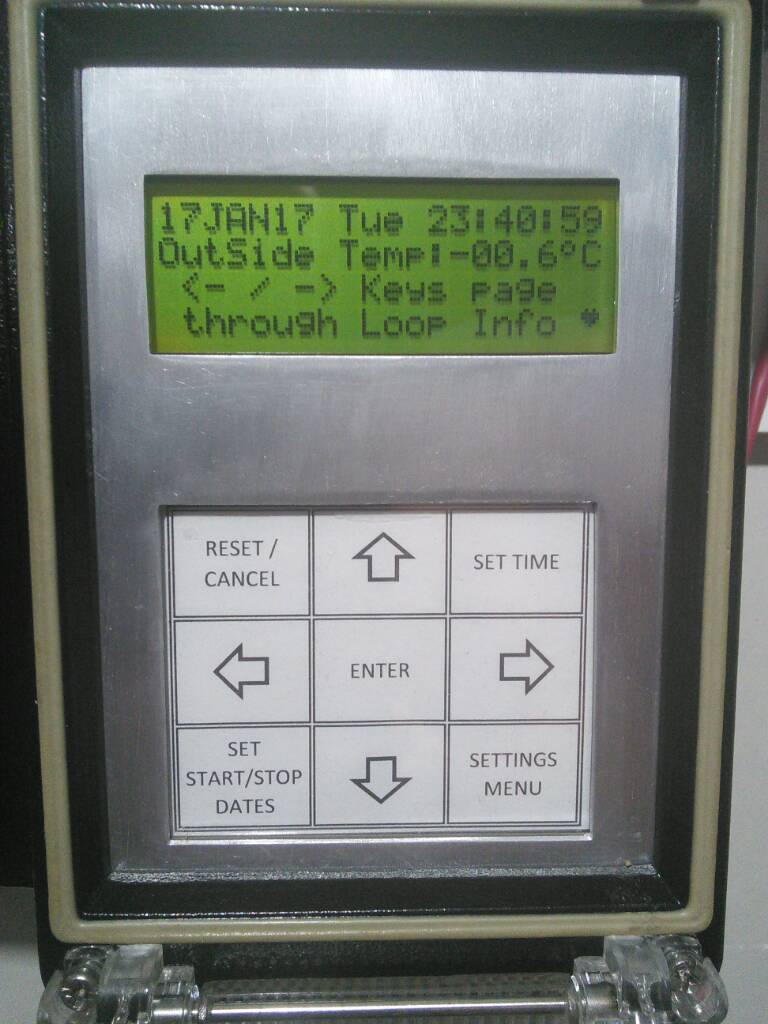 17JAN17 Tue 23:40:59
OutSide Temp:-00.6°C
<- / -> Keys page
through Loop Info ♥
RESET /
CANCEL
SET TIME
ENTER
SET
START/STOP
DATES
SETTINGS
MENU